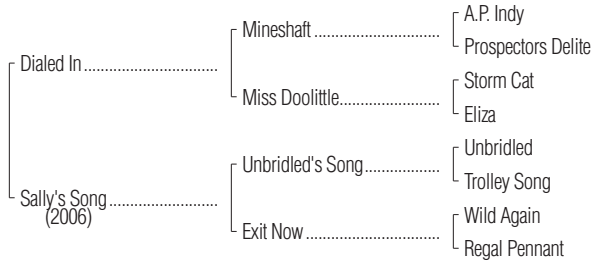 A.P. Indy
Mineshaft
Prospectors Delite
Dialed In
Storm Cat
Miss Doolittle
Eliza
Unbridled
Unbridled's Song
Trolley Song
Sally's Song
(2006)
Wild Again
Exit Now
Regal Pennant